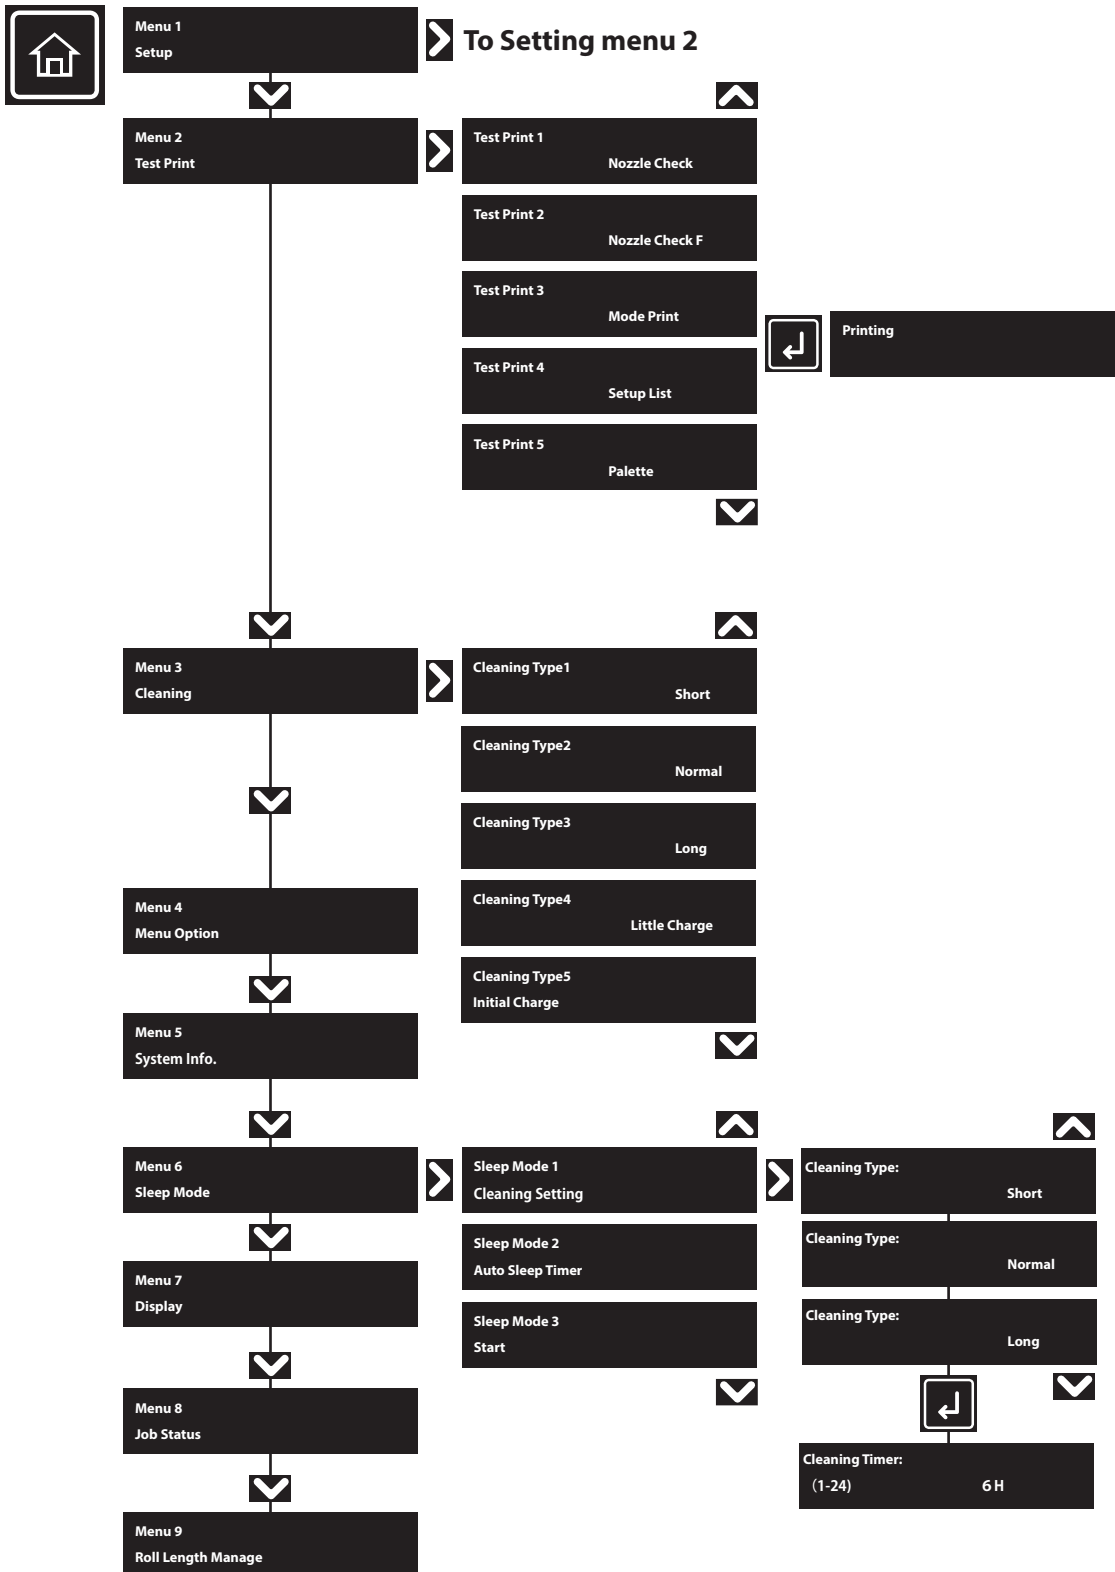 Menu 1
Setup
To Setting menu 2
Menu 2
Test Print
Test Print 1
Nozzle Check
Test Print 2
Nozzle Check F
Test Print 3
Mode Print
Printing
Test Print 4
Setup List
Test Print 5
Palette
Menu 3
Cleaning
Cleaning Type1
Short
Cleaning Type2
Normal
Cleaning Type3
Long
Cleaning Type4
Little Charge
Cleaning Type5
Initial Charge
Menu 4
Menu Option
Menu 5
System Info.
Menu 6
Sleep Mode
Sleep Mode 1
Cleaning Setting
Sleep Mode 2
Auto Sleep Timer
Sleep Mode 3
Start
Cleaning Type:
Short
Cleaning Type:
Normal
Cleaning Type:
Long
Cleaning Timer:
(1-24) 6 H
Menu 7
Display
Menu 8
Job Status
Menu 9
Roll Length Manage